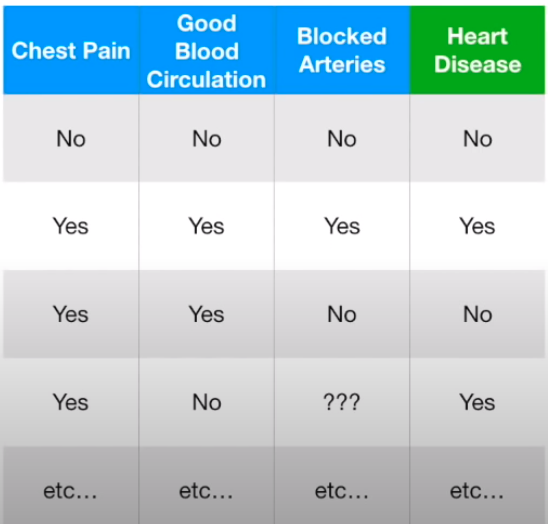 Chest Pain Good Blood Circulation Blocked Arteries Heart Disease
No No No No
Yes Yes Yes Yes
Yes Yes No No
Yes No ??? Yes
etc... etc... etc... etc...